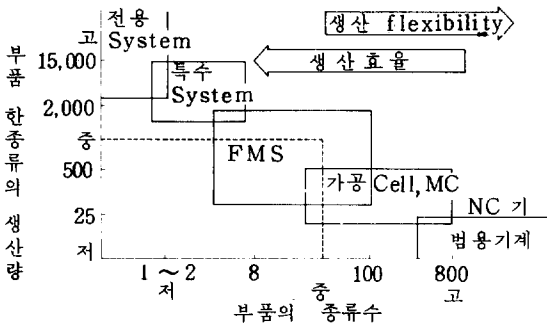 전용
System
생산 flexibility
생산효율
부품 한종류의 생산량
고
15,000
2,000
중
500
25
저
특수
System
FMS
가공 Cell, MC
NC 기
범용기계
1 ~ 2
8
100
800
저
중
고
부품의 종류수